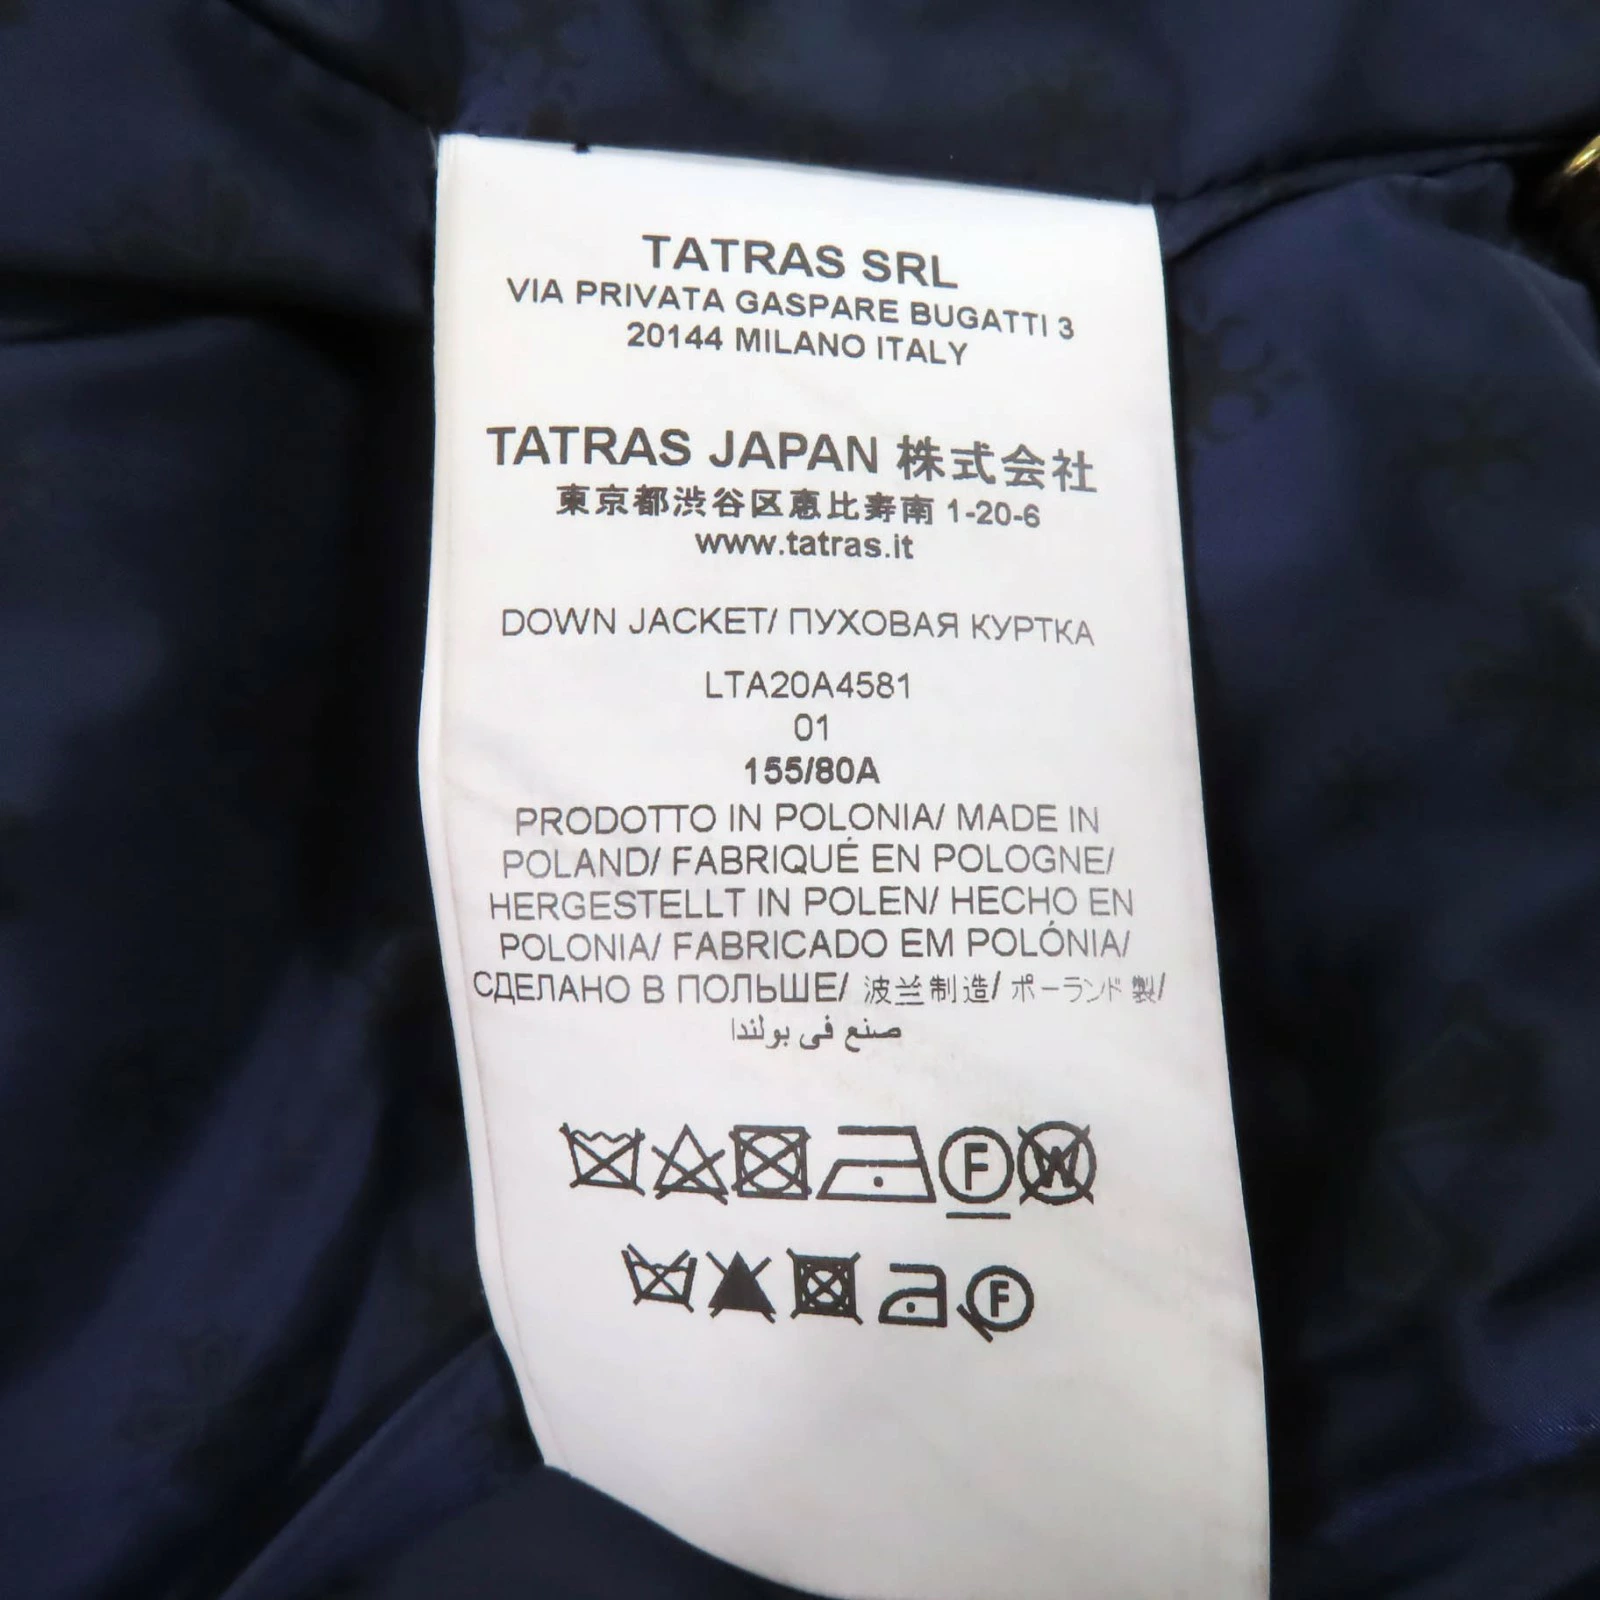 TATRAS SRL
VIA PRIVATA GASPARE BUGATTI 3
20144 MILANO ITALY
TATRAS JAPAN 株式会社
東京都渋谷区恵比寿南 1-20-6
www.tatras.it
DOWN JACKET/ ПУХОВАЯ КУРТКА
LTA20A4581
01
155/80A
PRODOTTO IN POLONIA/ MADE IN
POLAND/ FABRIQUÉ EN POLOGNE/
HERGESTELLT IN POLEN/ HECHO EN
POLONIA/ FABRICADO EM POLÓNIA/
СДЕЛАНО В ПОЛЬШЕ/ 波兰制造/ ポーランド製/
صنع في بولندا
F W
F